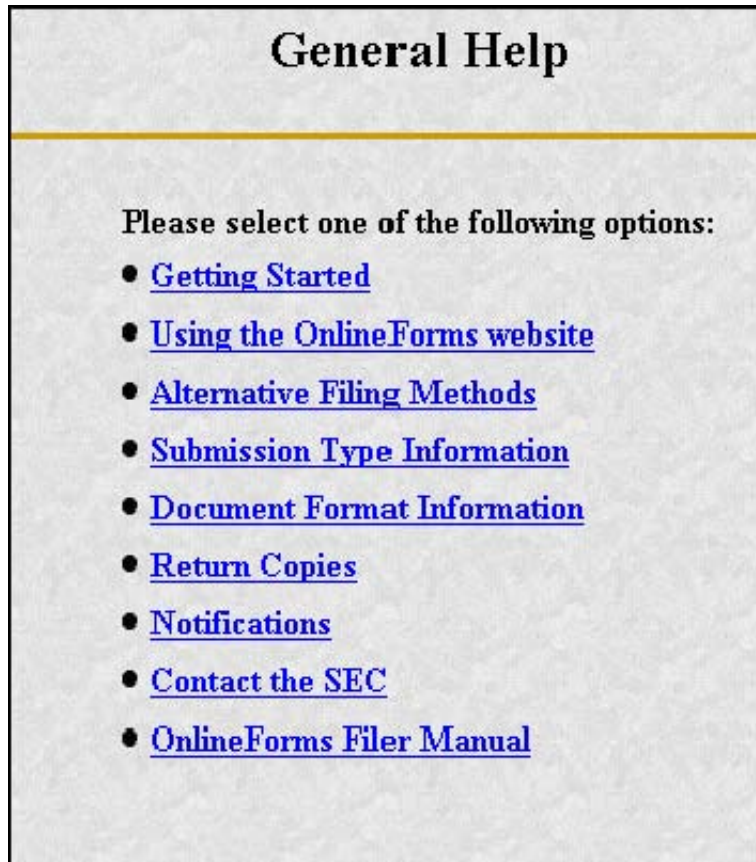 General Help
Please select one of the following options:
Getting Started
Using the OnlineForms website
Alternative Filing Methods
Submission Type Information
Document Format Information
Return Copies
Notifications
Contact the SEC
OnlineForms Filer Manual